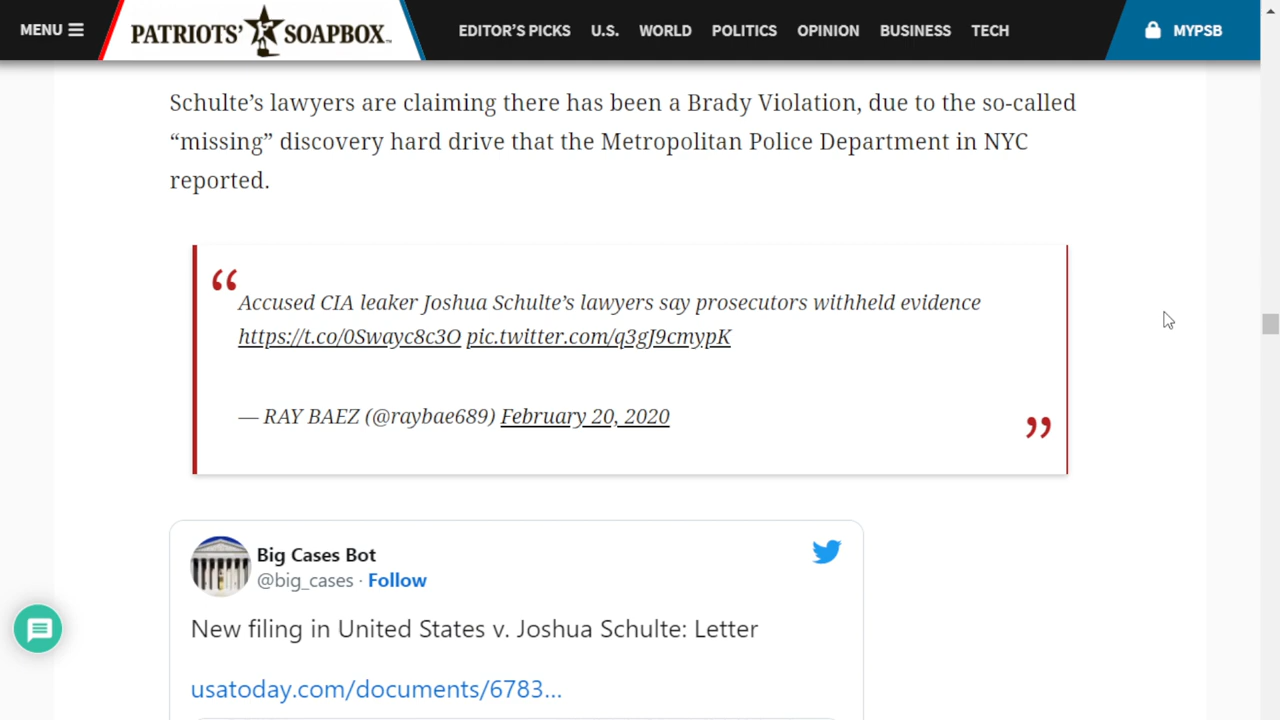 MENU
PATRIOTS' SOAPBOX
EDITOR'S PICKS U.S. WORLD POLITICS OPINION BUSINESS TECH
MYPSB
Schulte’s lawyers are claiming there has been a Brady Violation, due to the so-called
“missing” discovery hard drive that the Metropolitan Police Department in NYC
reported.
“
Accused CIA leaker Joshua Schulte’s lawyers say prosecutors withheld evidence
https://t.co/0Swayc8c3O pic.twitter.com/q3gJ9cmypK
— RAY BAEZ (@raybae689) February 20, 2020
”
Big Cases Bot
@big_cases · Follow
New filing in United States v. Joshua Schulte: Letter
usatoday.com/documents/6783…